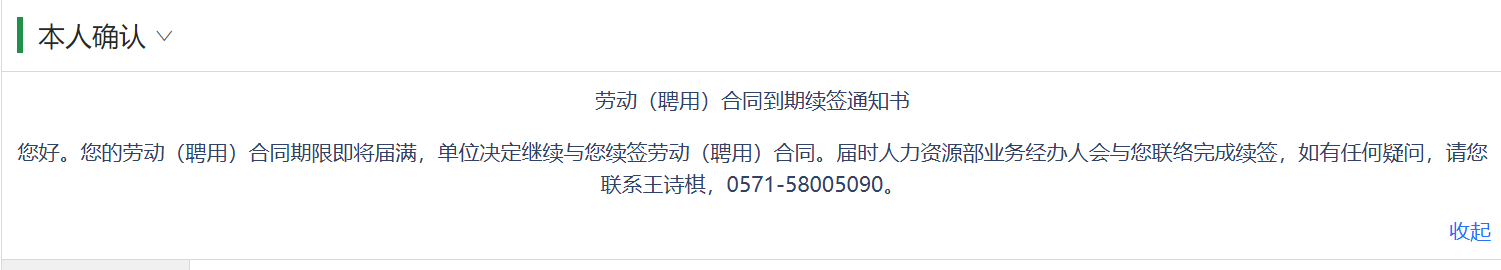 本人确认
劳动（聘用）合同到期续签通知书
您好。您的劳动（聘用）合同期限即将届满，单位决定继续与您续签劳动（聘用）合同。届时人力资源部业务经办人会与您联络完成续签，如有任何疑问，请您
联系王诗棋，0571-58005090。
收起